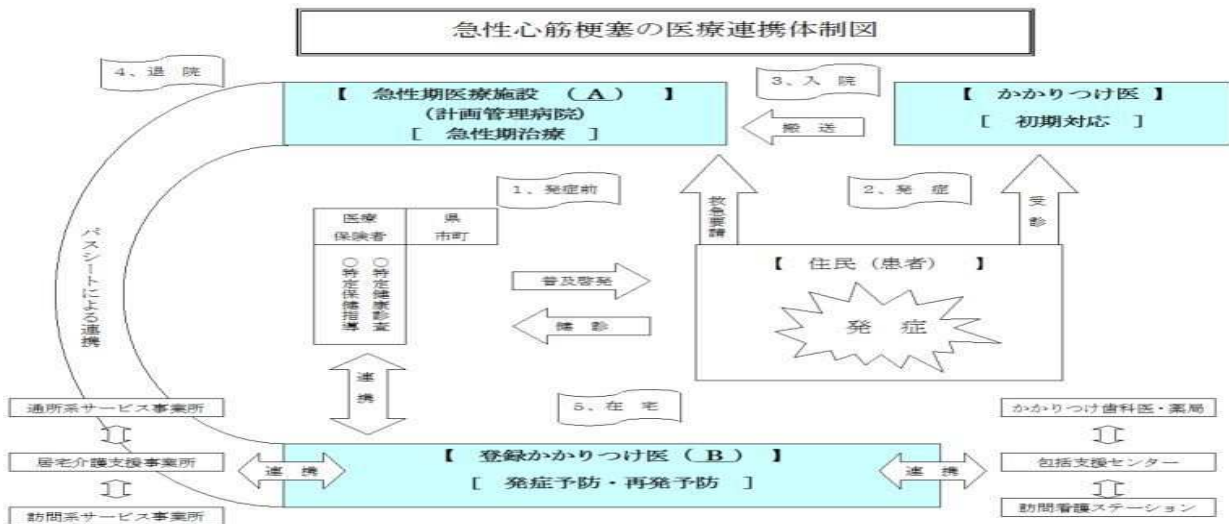 急性心筋梗塞の医療連携体制図
4、退 院
3、入 院
【 急性期医療施設 （A） 】
(計画管理病院)
[ 急性期治療 ]
搬 送
【 かかりつけ医 】
[ 初期対応 ]
1、発症前
2、発 症
救急要請
受 診
医療
保険者
県
市町
○特定健康診査
○特定保健指導
普及啓発
健 診
【 住民（患者） 】
発 症
パスシートによる連携
連 携
5、在 宅
通所系サービス事業所
居宅介護支援事業所
訪問系サービス事業所
連 携
【 登録かかりつけ医（B） 】
[ 発症予防・再発予防 ]
連 携
かかりつけ歯科医・薬局
包括支援センター
訪問看護ステーション